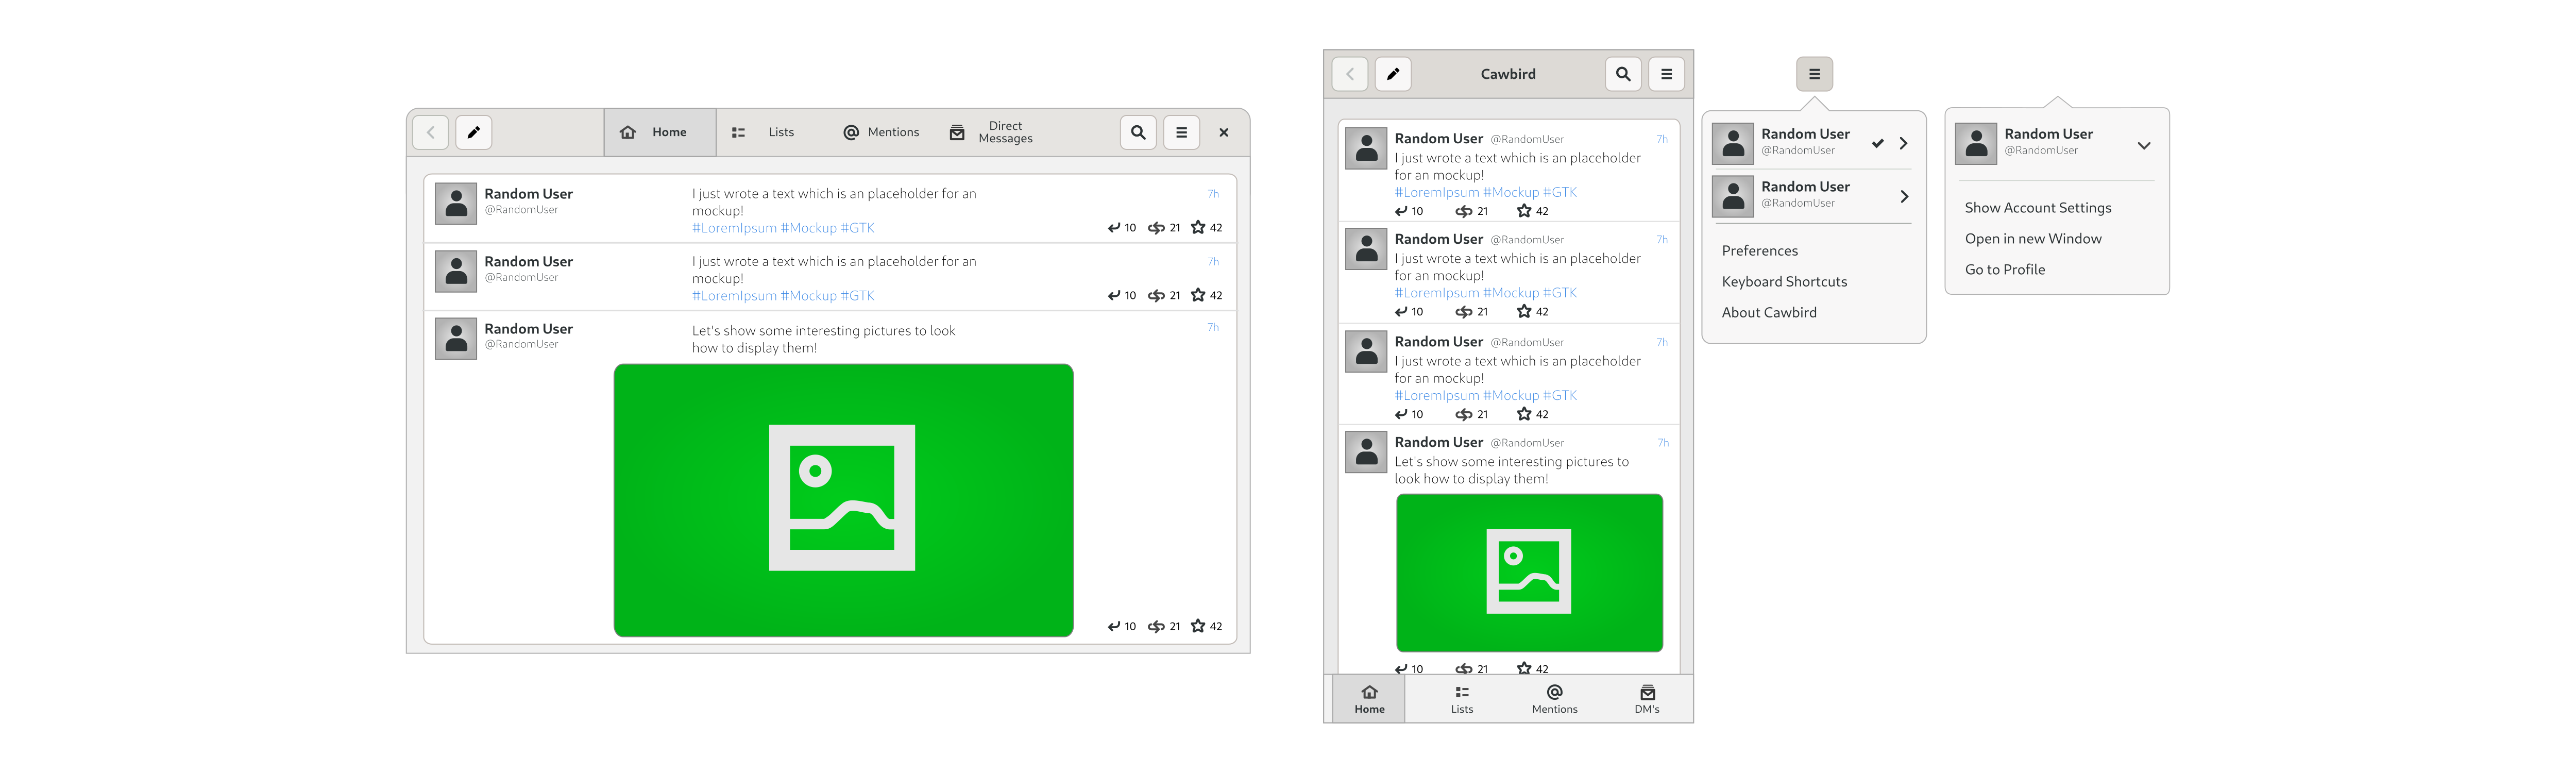 Home
Lists
Mentions
Direct
Messages
Random User
@RandomUser
I just wrote a text which is an placeholder for an
mockup!
#LoremIpsum #Mockup #GTK
7h
10 21 42
Random User
@RandomUser
I just wrote a text which is an placeholder for an
mockup!
#LoremIpsum #Mockup #GTK
7h
10 21 42
Random User
@RandomUser
Let's show some interesting pictures to look
how to display them!
7h
10 21 42
Cawbird
Random User @RandomUser 7h
I just wrote a text which is an placeholder
for an mockup!
#LoremIpsum #Mockup #GTK
10 21 42
Random User @RandomUser 7h
I just wrote a text which is an placeholder
for an mockup!
#LoremIpsum #Mockup #GTK
10 21 42
Random User @RandomUser 7h
I just wrote a text which is an placeholder
for an mockup!
#LoremIpsum #Mockup #GTK
10 21 42
Random User @RandomUser 7h
Let's show some interesting pictures to
look how to display them!
10 21 42
Home
Lists
Mentions
DM's
Random User
@RandomUser
Random User
@RandomUser
Preferences
Keyboard Shortcuts
About Cawbird
Random User
@RandomUser
Show Account Settings
Open in new Window
Go to Profile